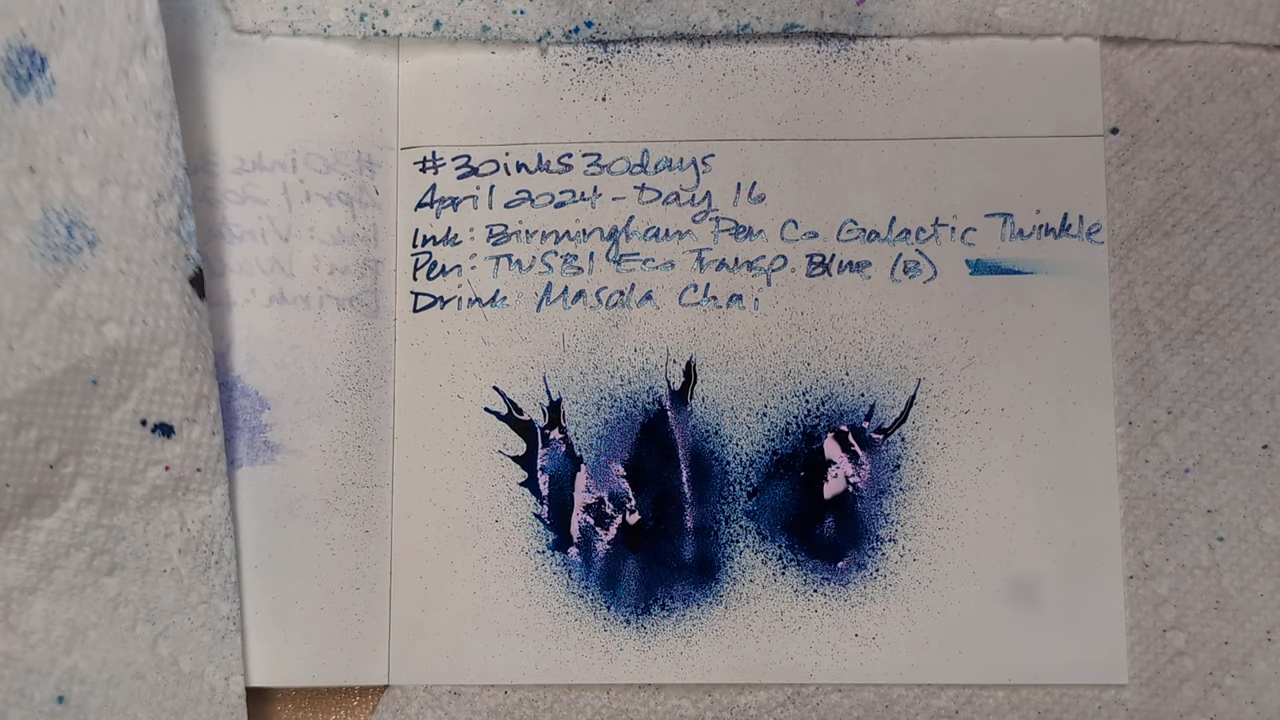 #30inks30days
April 2024 - Day 16
Ink: Birmingham Pen Co Galactic Twinkle
Pen: TWSBI Eco Transp. Blue (B)
Drink: Masala Chai